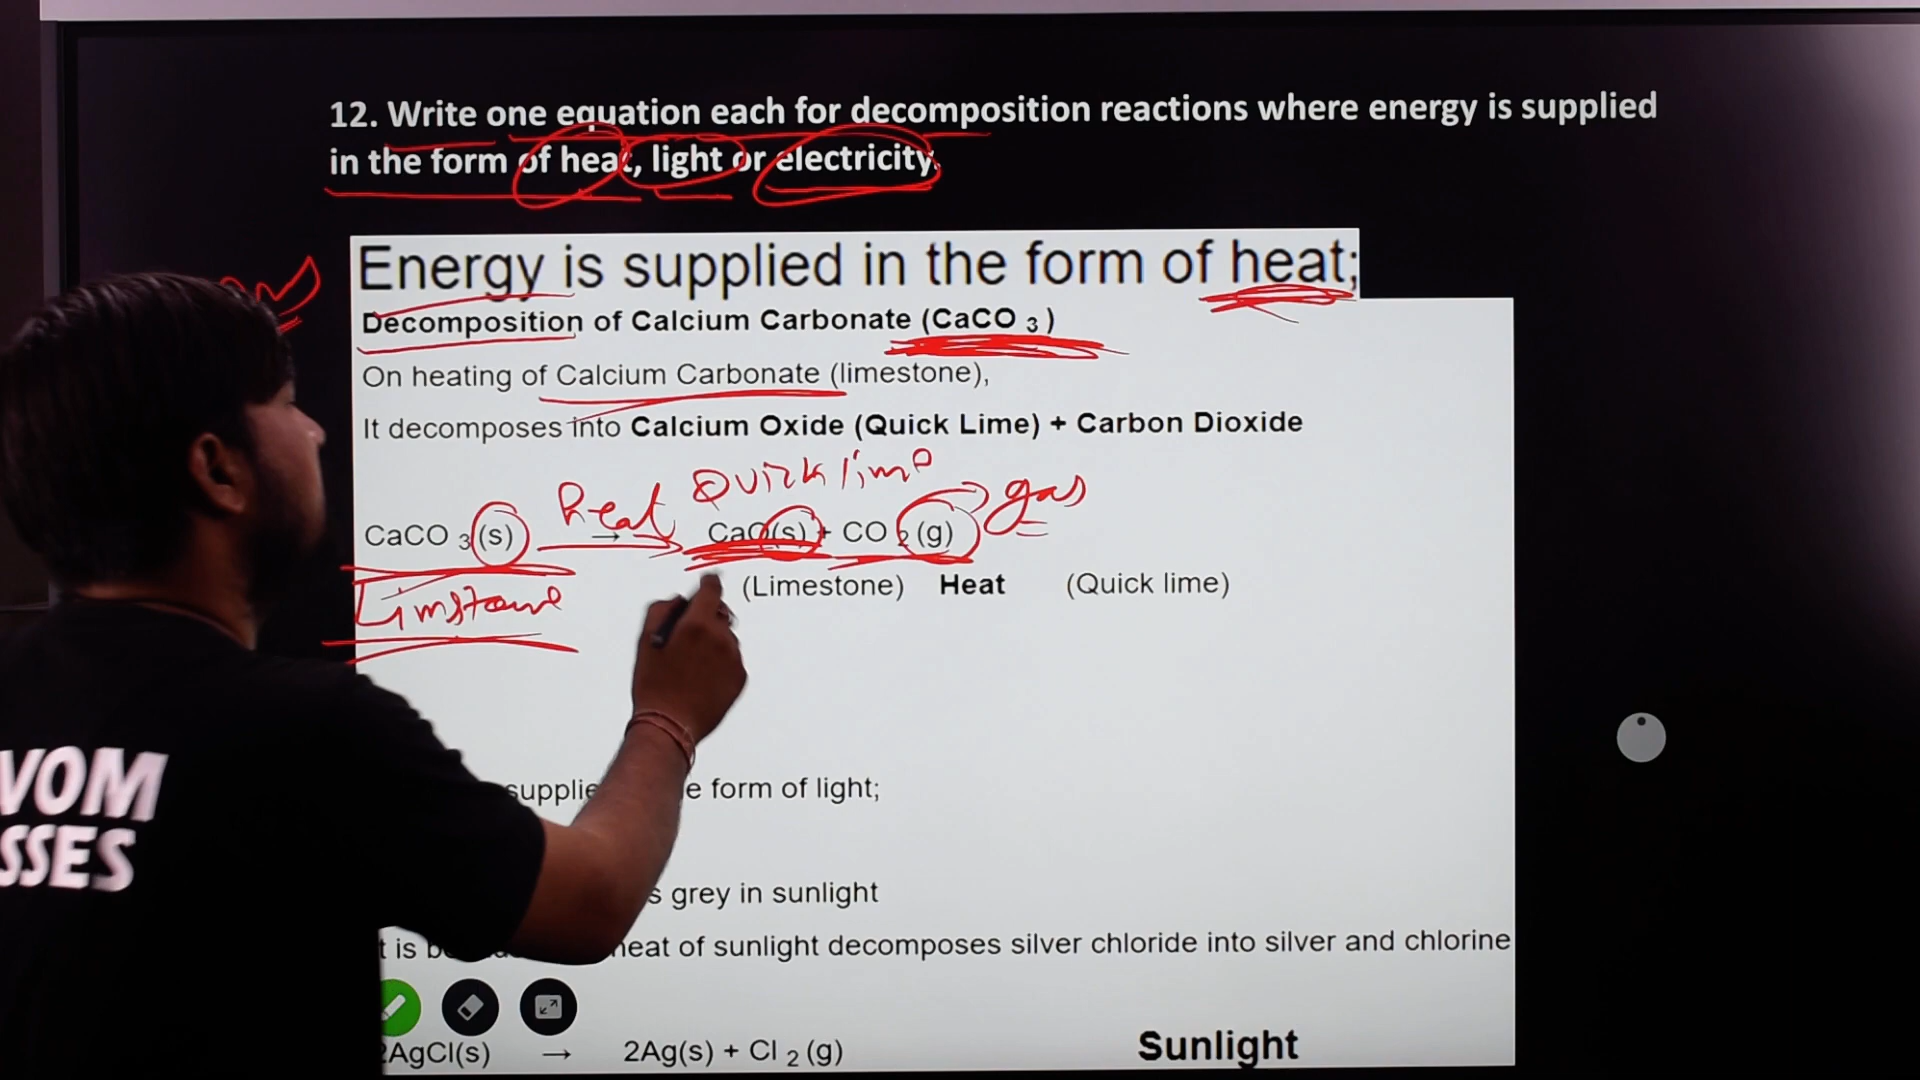 12. Write one equation each for decomposition reactions where energy is supplied
in the form of heat, light or electricity.
Energy is supplied in the form of heat;
Decomposition of Calcium Carbonate (CaCO 3 )
On heating of Calcium Carbonate (limestone),
It decomposes into Calcium Oxide (Quick Lime) + Carbon Dioxide
Quick lime
Heat gas
CaCO 3 (s) → CaO(s) + CO 2 (g)
(Limestone) Heat (Quick lime)
Limstone
form of light;
grey in sunlight
is heat of sunlight decomposes silver chloride into silver and chlorine
2AgCl(s) → 2Ag(s) + Cl 2 (g) Sunlight
VOM
SSES